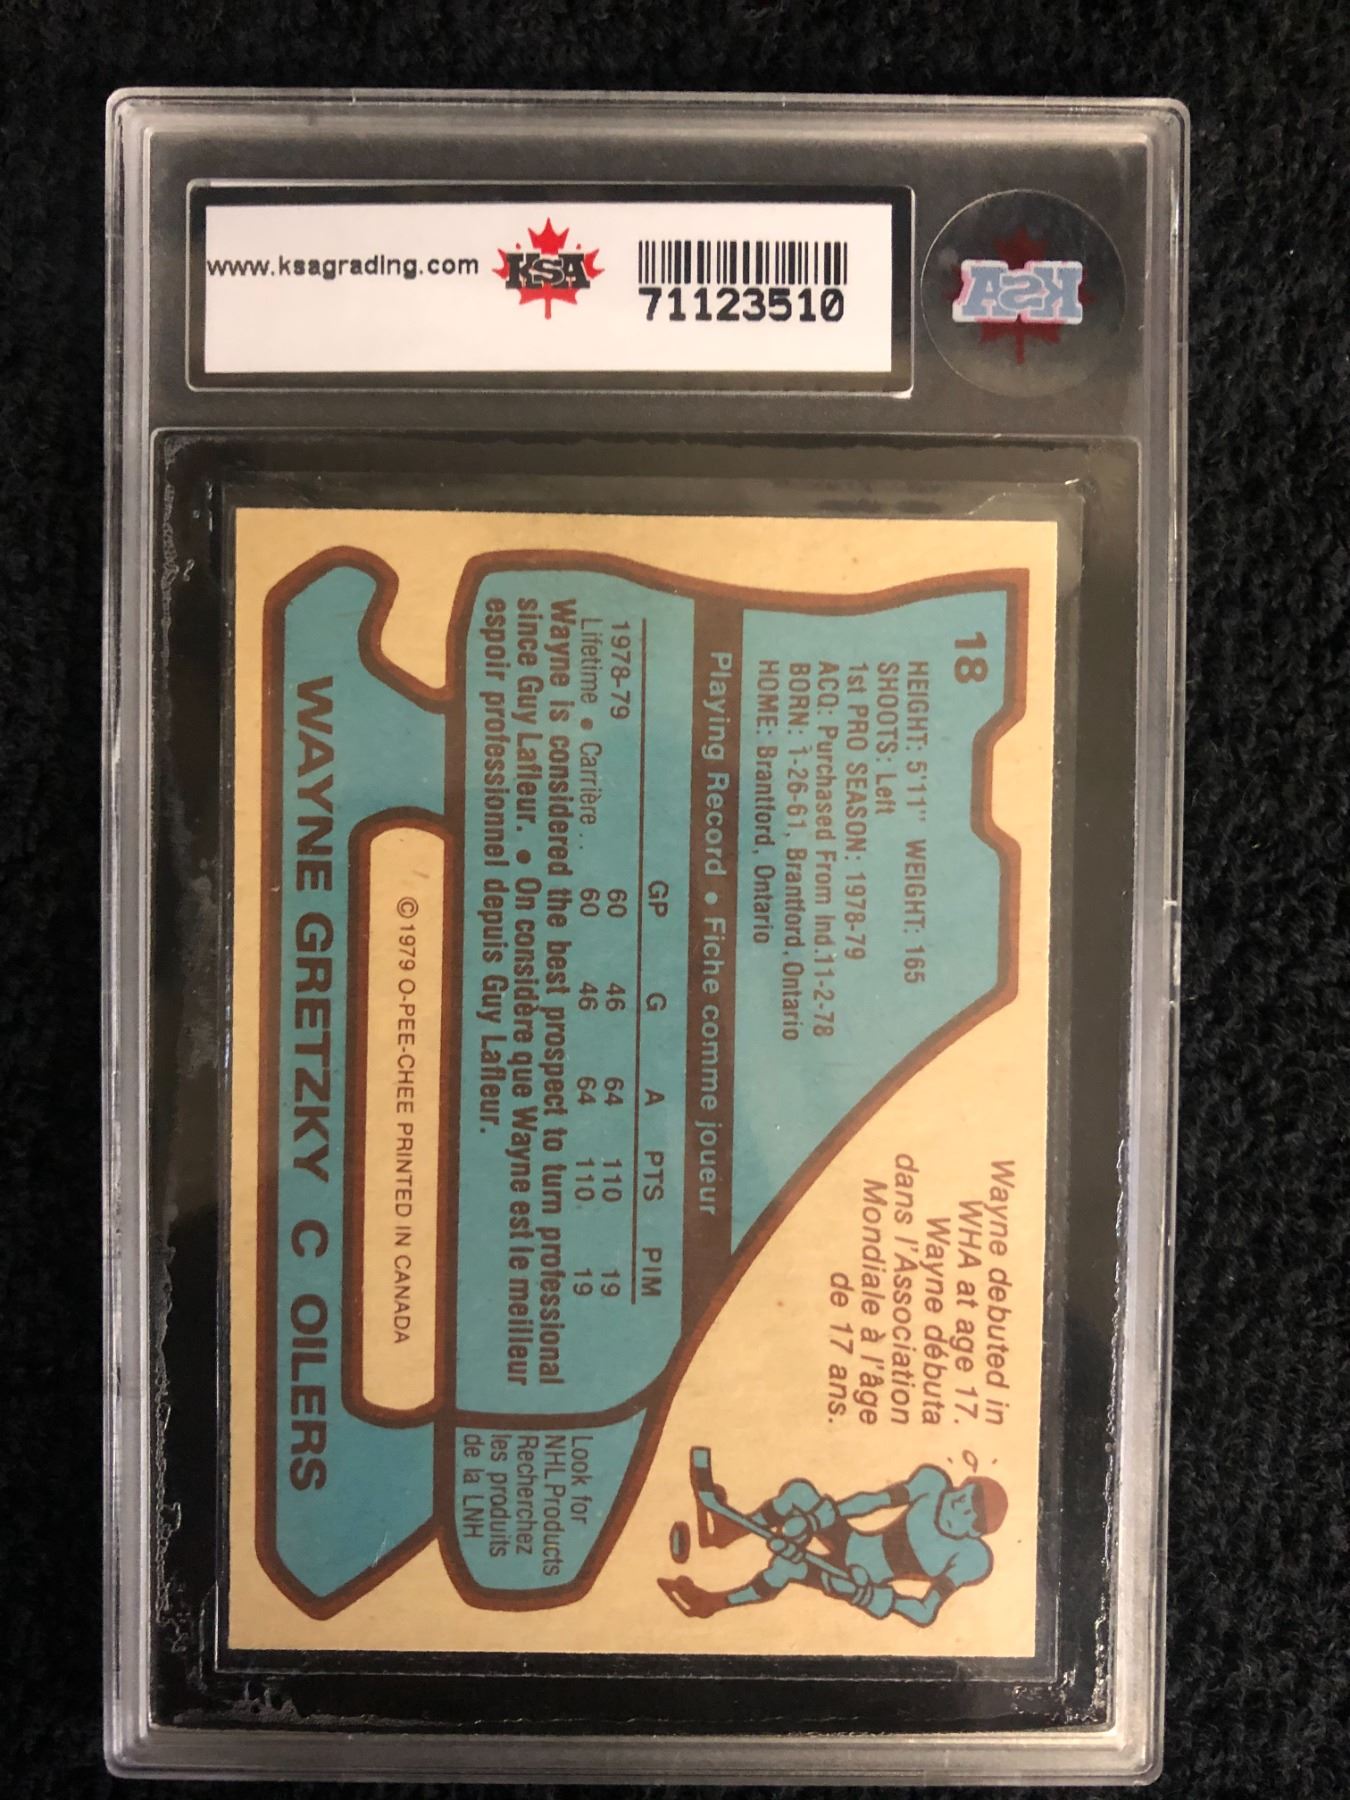 www.ksagrading.com
KSA
71123510
KSA
18
HEIGHT: 5'11" WEIGHT: 165
SHOOTS: Left
1st PRO SEASON: 1978-79
ACQ: Purchased From Ind.11-2-78
BORN: 1-26-61, Brantford, Ontario
HOME: Brantford, Ontario
Wayne debuted in
WHA at age 17.
Wayne débuta
dans l'Association
Mondiale à l'âge
de 17 ans.
Playing Record • Fiche comme joueur
GP G A PTS PIM
1978-79 60 46 64 110 19
Lifetime • Carrière .. 60 46 64 110 19
Wayne is considered the best prospect to turn professional
since Guy Lafleur. • On considère que Wayne est le meilleur
espoir professionnel depuis Guy Lafleur.
Look for
NHL Products
Recherchez
les produits
de la LNH
© 1979 O-PEE-CHEE PRINTED IN CANADA
WAYNE GRETZKY C OILERS